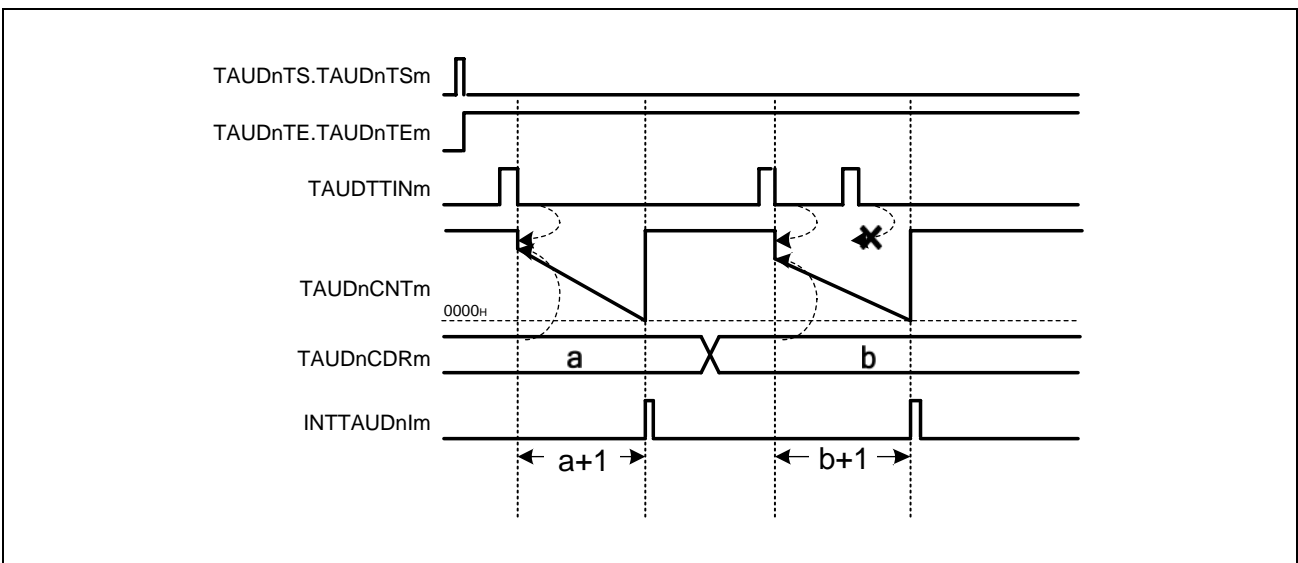 TAUDnTS.TAUDnTSm
TAUDnTE.TAUDnTEm
TAUDTTINm
TAUDnCNTm
0000H
TAUDnCDRm
a
b
INTTAUDnIm
a+1
b+1